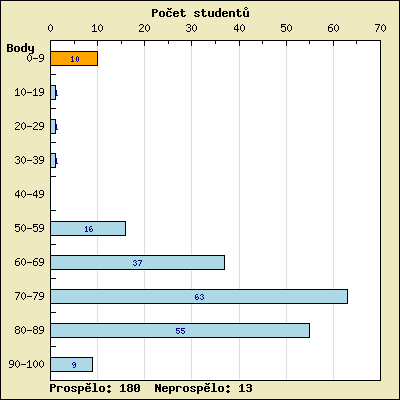 Počet studentů
0 10 20 30 40 50 60 70
Body
0-9 10
10-19 1
20-29 1
30-39 1
40-49
50-59 16
60-69 37
70-79 63
80-89 55
90-100 9
Prospělo: 180 Neprospělo: 13